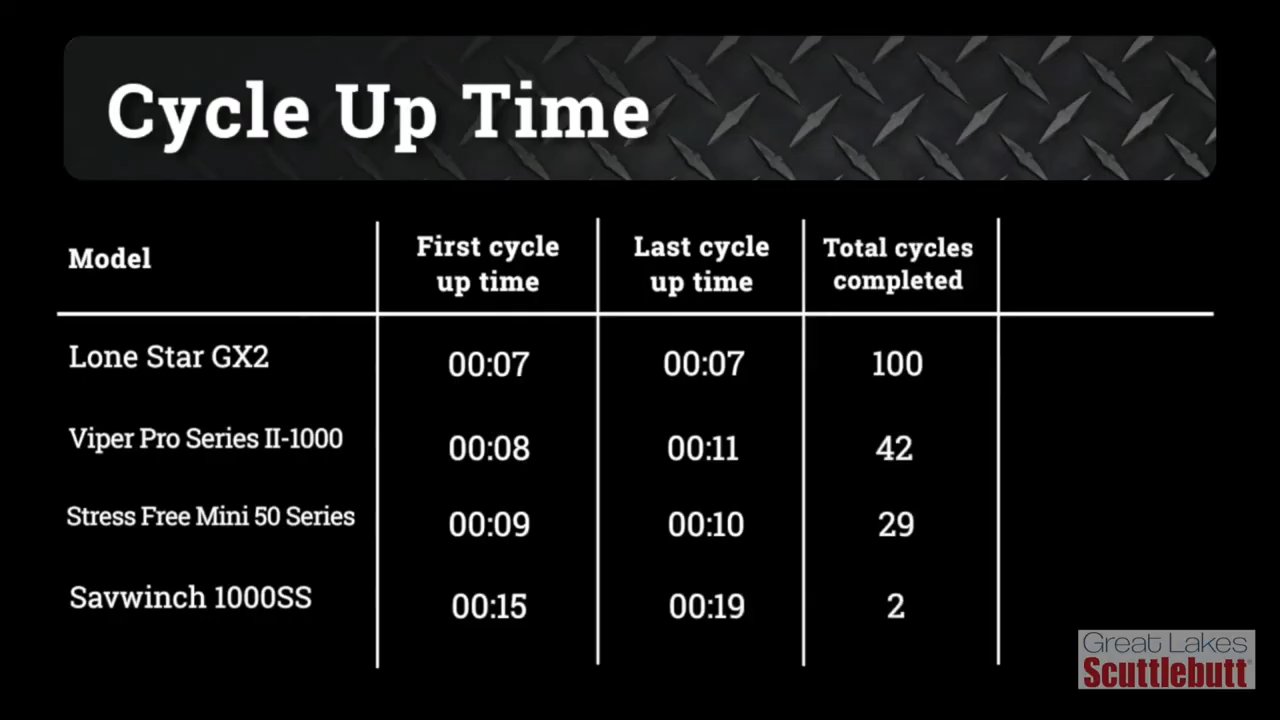 Cycle Up Time
Model
First cycle
up time
Last cycle
up time
Total cycles
completed
Lone Star GX2
00:07
00:07
100
Viper Pro Series II-1000
00:08
00:11
42
Stress Free Mini 50 Series
00:09
00:10
29
Savwinch 1000SS
00:15
00:19
2
Great Lakes
Scuttlebutt